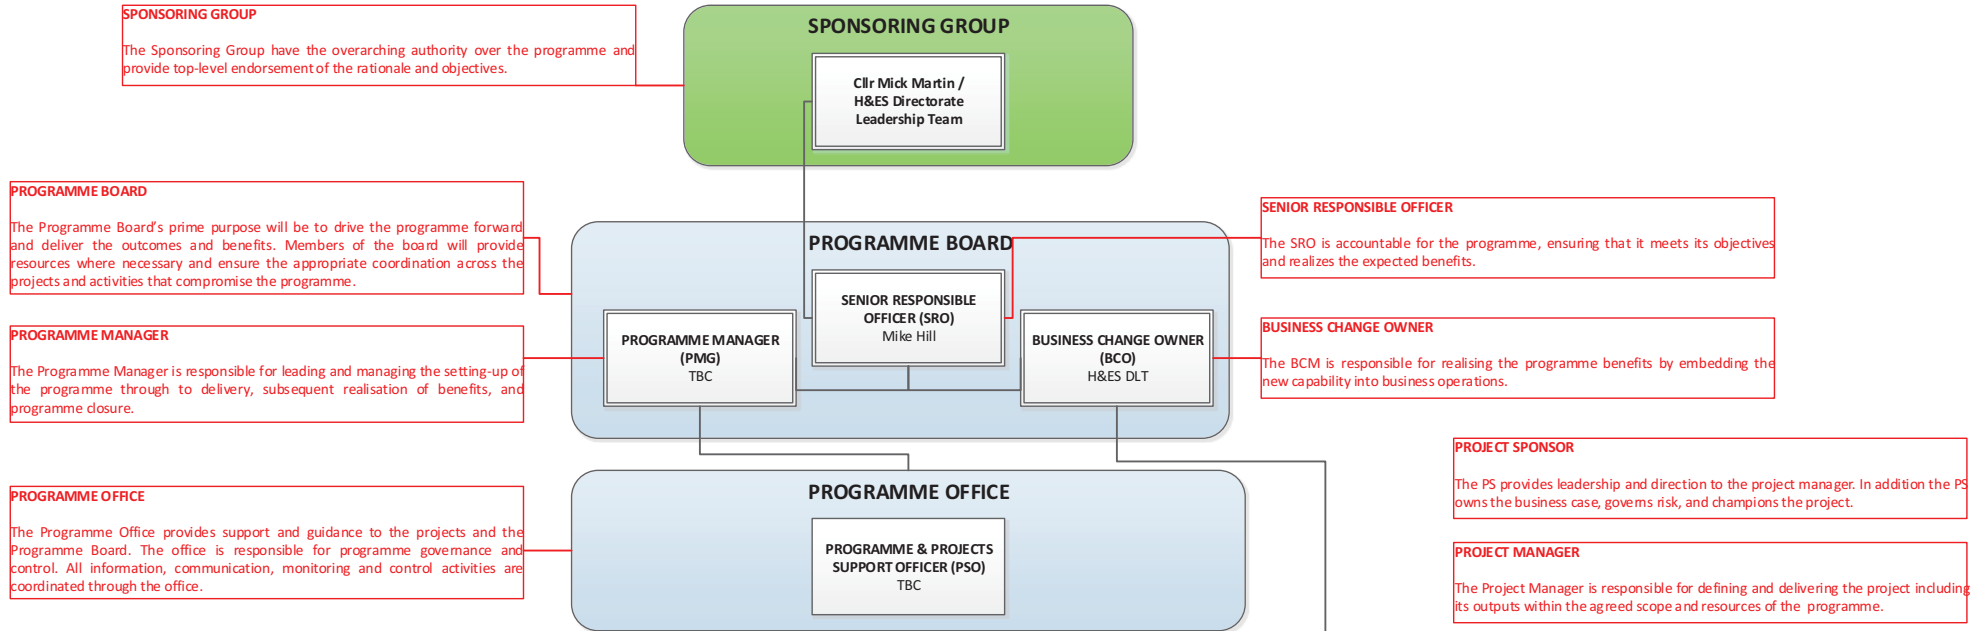 SPONSORING GROUP
The Sponsoring Group have the overarching authority over the programme and
provide top-level endorsement of the rationale and objectives.
SPONSORING GROUP
Cllr Mick Martin /
H&ES Directorate
Leadership Team
PROGRAMME BOARD
The Programme Board's prime purpose will be to drive the programme forward
and deliver the outcomes and benefits. Members of the board will provide
resources where necessary and ensure the appropriate coordination across the
projects and activities that compromise the programme.
PROGRAMME MANAGER
The Programme Manager is responsible for leading and managing the setting-up of
the programme through to delivery, subsequent realisation of benefits, and
programme closure.
PROGRAMME BOARD
SENIOR RESPONSIBLE
OFFICER (SRO)
Mike Hill
PROGRAMME MANAGER
(PMG)
TBC
BUSINESS CHANGE OWNER
(BCO)
H&ES DLT
SENIOR RESPONSIBLE OFFICER
The SRO is accountable for the programme, ensuring that it meets its objectives
and realizes the expected benefits.
BUSINESS CHANGE OWNER
The BCM is responsible for realising the programme benefits by embedding the
new capability into business operations.
PROGRAMME OFFICE
The Programme Office provides support and guidance to the projects and the
Programme Board. The office is responsible for programme governance and
control. All information, communication, monitoring and control activities are
coordinated through the office.
PROGRAMME OFFICE
PROGRAMME & PROJECTS
SUPPORT OFFICER (PSO)
TBC
PROJECT SPONSOR
The PS provides leadership and direction to the project manager. In addition the PS
owns the business case, governs risk, and champions the project.
PROJECT MANAGER
The Project Manager is responsible for defining and delivering the project including
its outputs within the agreed scope and resources of the programme.